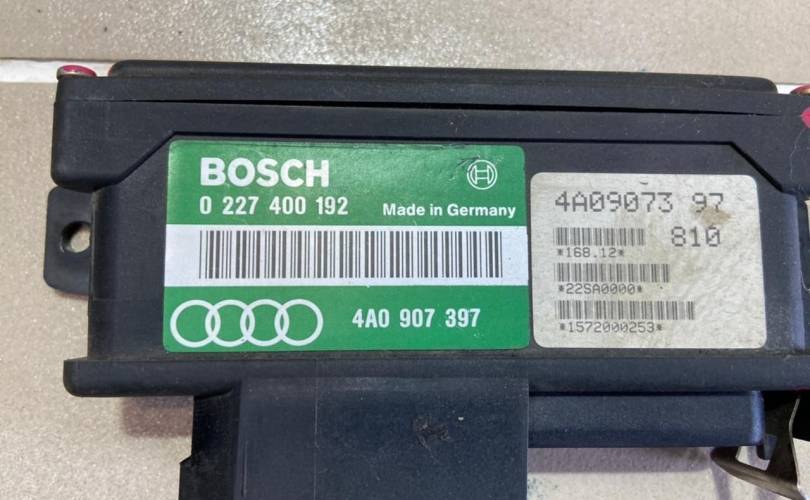 BOSCH
0 227 400 192
Made in Germany
4A0 907 397
4A09073 97
810
*168.12*
*22SA0000*
*1572000253*